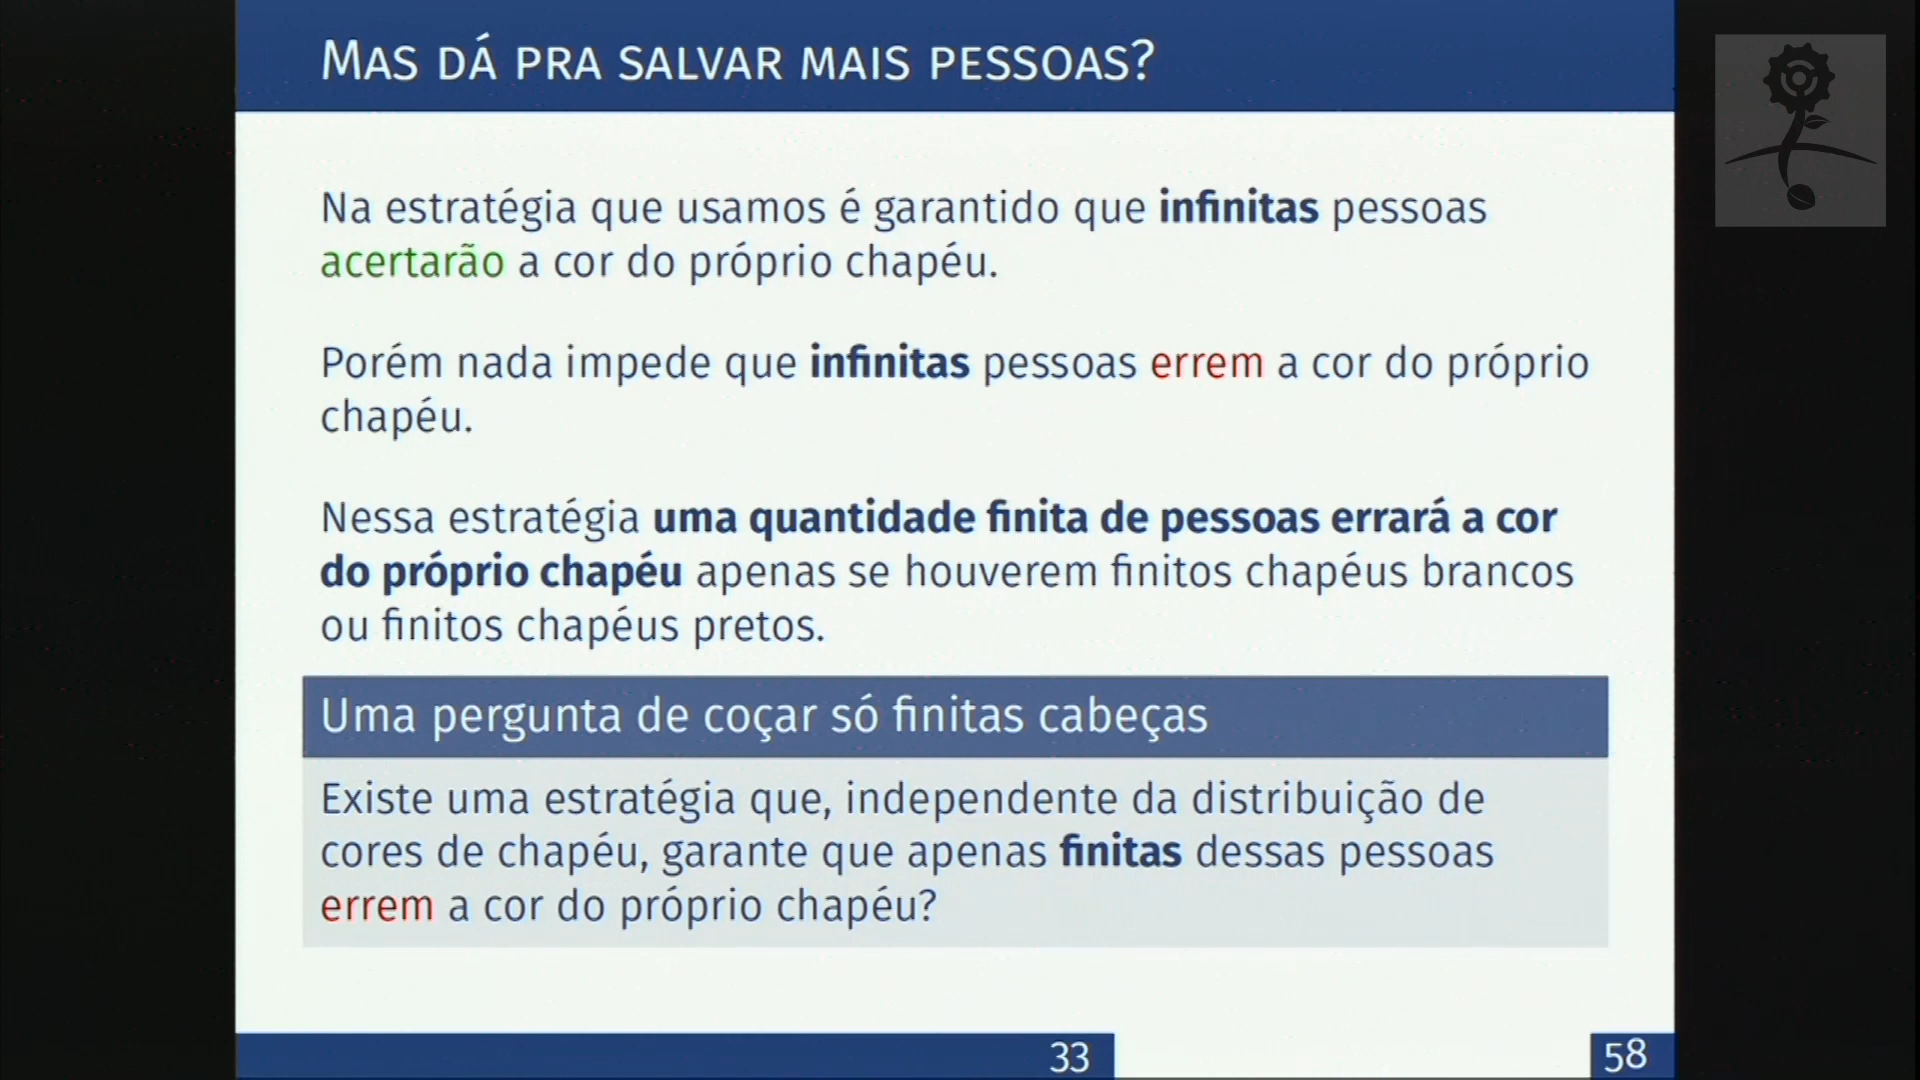 Mas dá pra salvar mais pessoas?
Na estratégia que usamos é garantido que infinitas pessoas
acertarão a cor do próprio chapéu.
Porém nada impede que infinitas pessoas errem a cor do próprio
chapéu.
Nessa estratégia uma quantidade finita de pessoas errará a cor
do próprio chapéu apenas se houverem finitos chapéus brancos
ou finitos chapéus pretos.
Uma pergunta de coçar só finitas cabeças
Existe uma estratégia que, independente da distribuição de
cores de chapéu, garante que apenas finitas dessas pessoas
errem a cor do próprio chapéu?
33
58